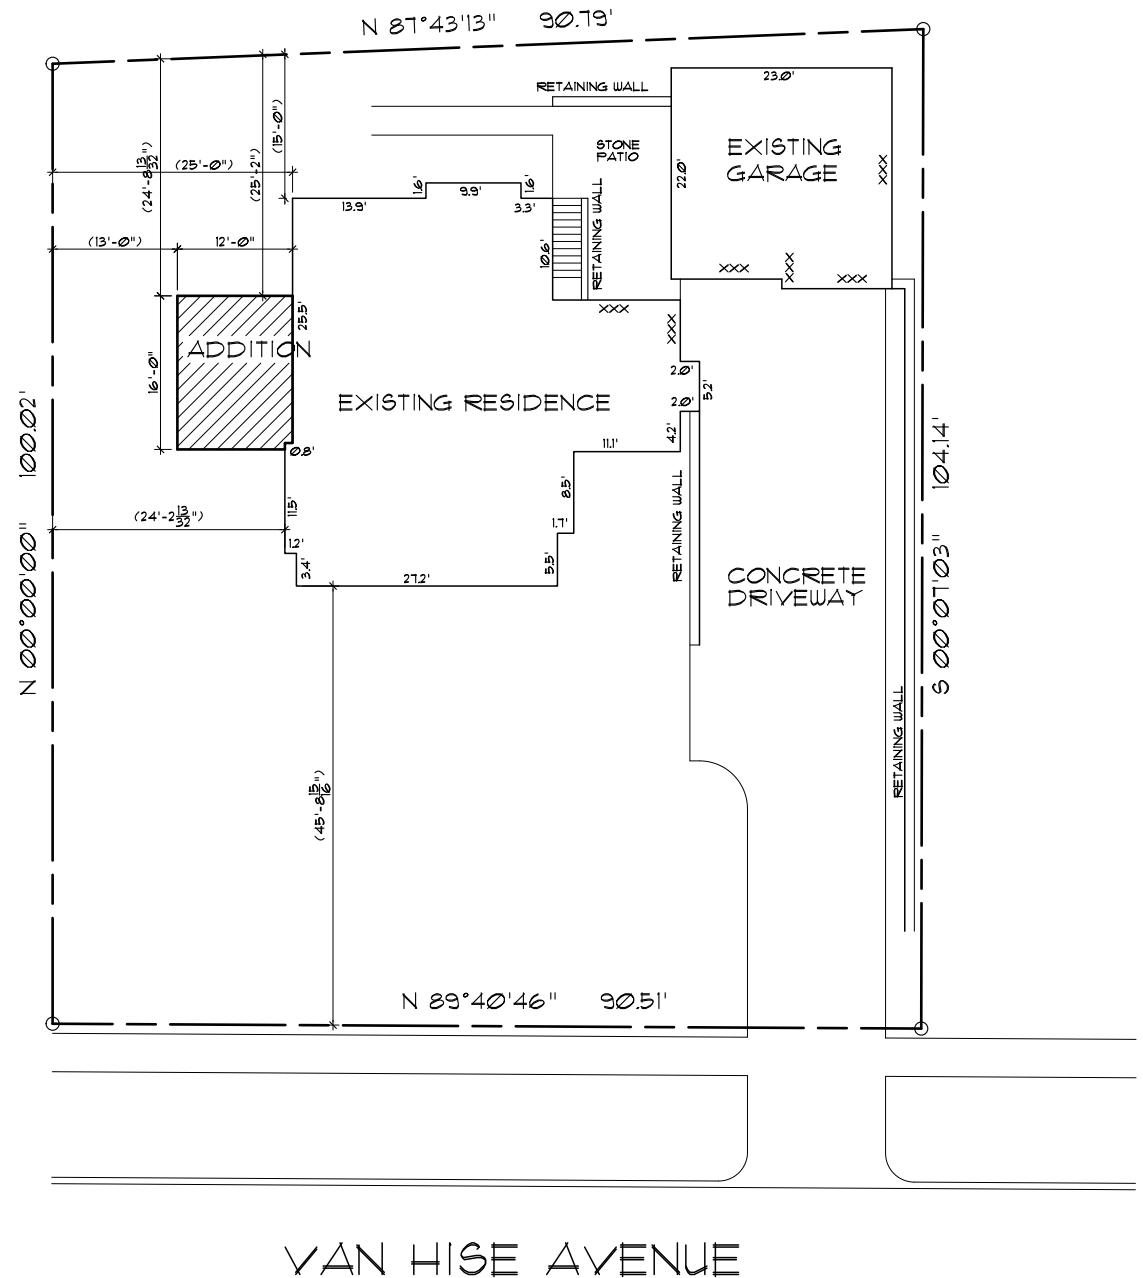 N 87°43'13" 90.79'
RETAINING WALL
23.0'
(15'-0")
STONE
PATIO
EXISTING
GARAGE
XXX
22.0'
(24'-8 13/32")
(25'-0")
(25'-2")
13.9'
1.6'
9.9'
1.6'
3.3'
RETAINING WALL
(13'-0")
12'-0"
10.6'
XXX
XXX
XXX
25.5'
XXX
XXX
ADDITION
16'-0"
2.0'
5.2'
2.0'
EXISTING RESIDENCE
N 00°00'00" 100.02'
S 00°07'03" 104.14'
4.2'
11.1'
0.8'
8.5'
RETAINING WALL
(24'-2 13/32")
11.5'
1.7'
1.2'
3.4'
5.5'
27.2'
CONCRETE
DRIVEWAY
RETAINING WALL
(45'-8 15/16")
N 89°40'46" 90.51'
VAN HISE AVENUE